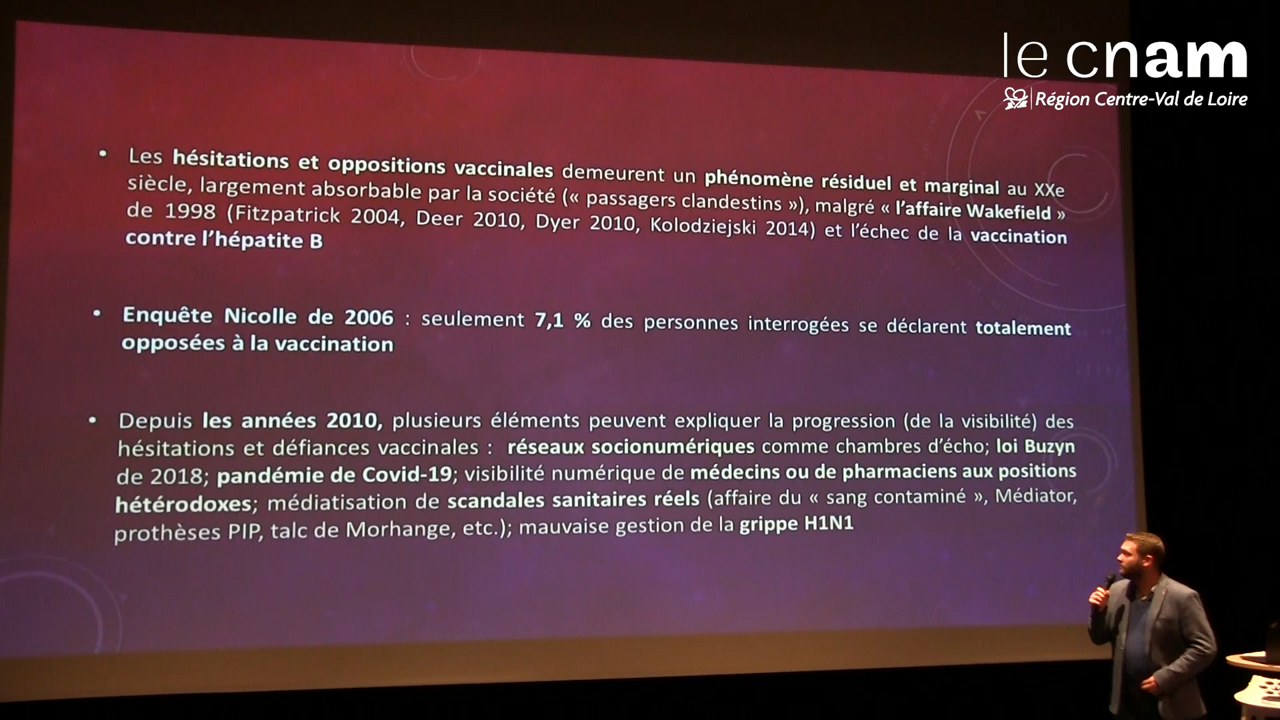 le cnam
Région Centre-Val de Loire
• Les hésitations et oppositions vaccinales demeurent un phénomène résiduel et marginal au XXe
siècle, largement absorbable par la société (« passagers clandestins »), malgré « l'affaire Wakefield »
de 1998 (Fitzpatrick 2004, Deer 2010, Dyer 2010, Kolodziejski 2014) et l'échec de la vaccination
contre l'hépatite B
• Enquête Nicolle de 2006 : seulement 7,1 % des personnes interrogées se déclarent totalement
opposées à la vaccination
• Depuis les années 2010, plusieurs éléments peuvent expliquer la progression (de la visibilité) des
hésitations et défiances vaccinales : réseaux socionumériques comme chambres d'écho; loi Buzyn
de 2018; pandémie de Covid-19; visibilité numérique de médecins ou de pharmaciens aux positions
hétérodoxes; médiatisation de scandales sanitaires réels (affaire du « sang contaminé », Médiator,
prothèses PIP, talc de Morhange, etc.); mauvaise gestion de la grippe H1N1